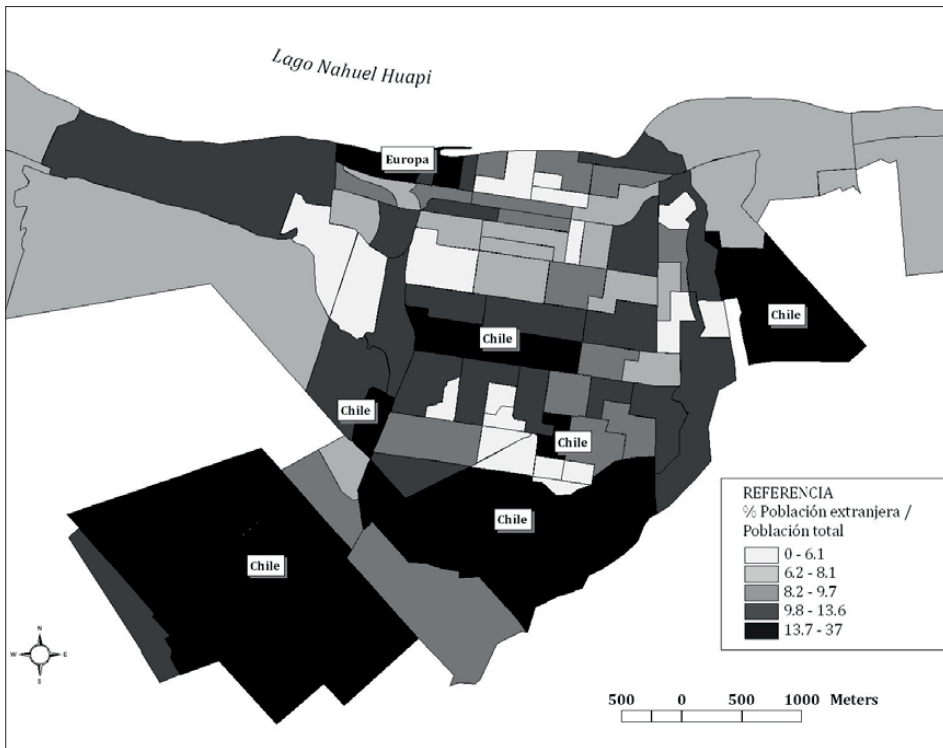 Lago Nahuel Huapi
Europa
Chile
Chile
Chile
Chile
Chile
Chile
REFERENCIA
% Población extranjera /
Población total
0 - 6.1
6.2 - 8.1
8.2 - 9.7
9.8 - 13.6
13.7 - 37
N
W E
S
500 0 500 1000 Meters